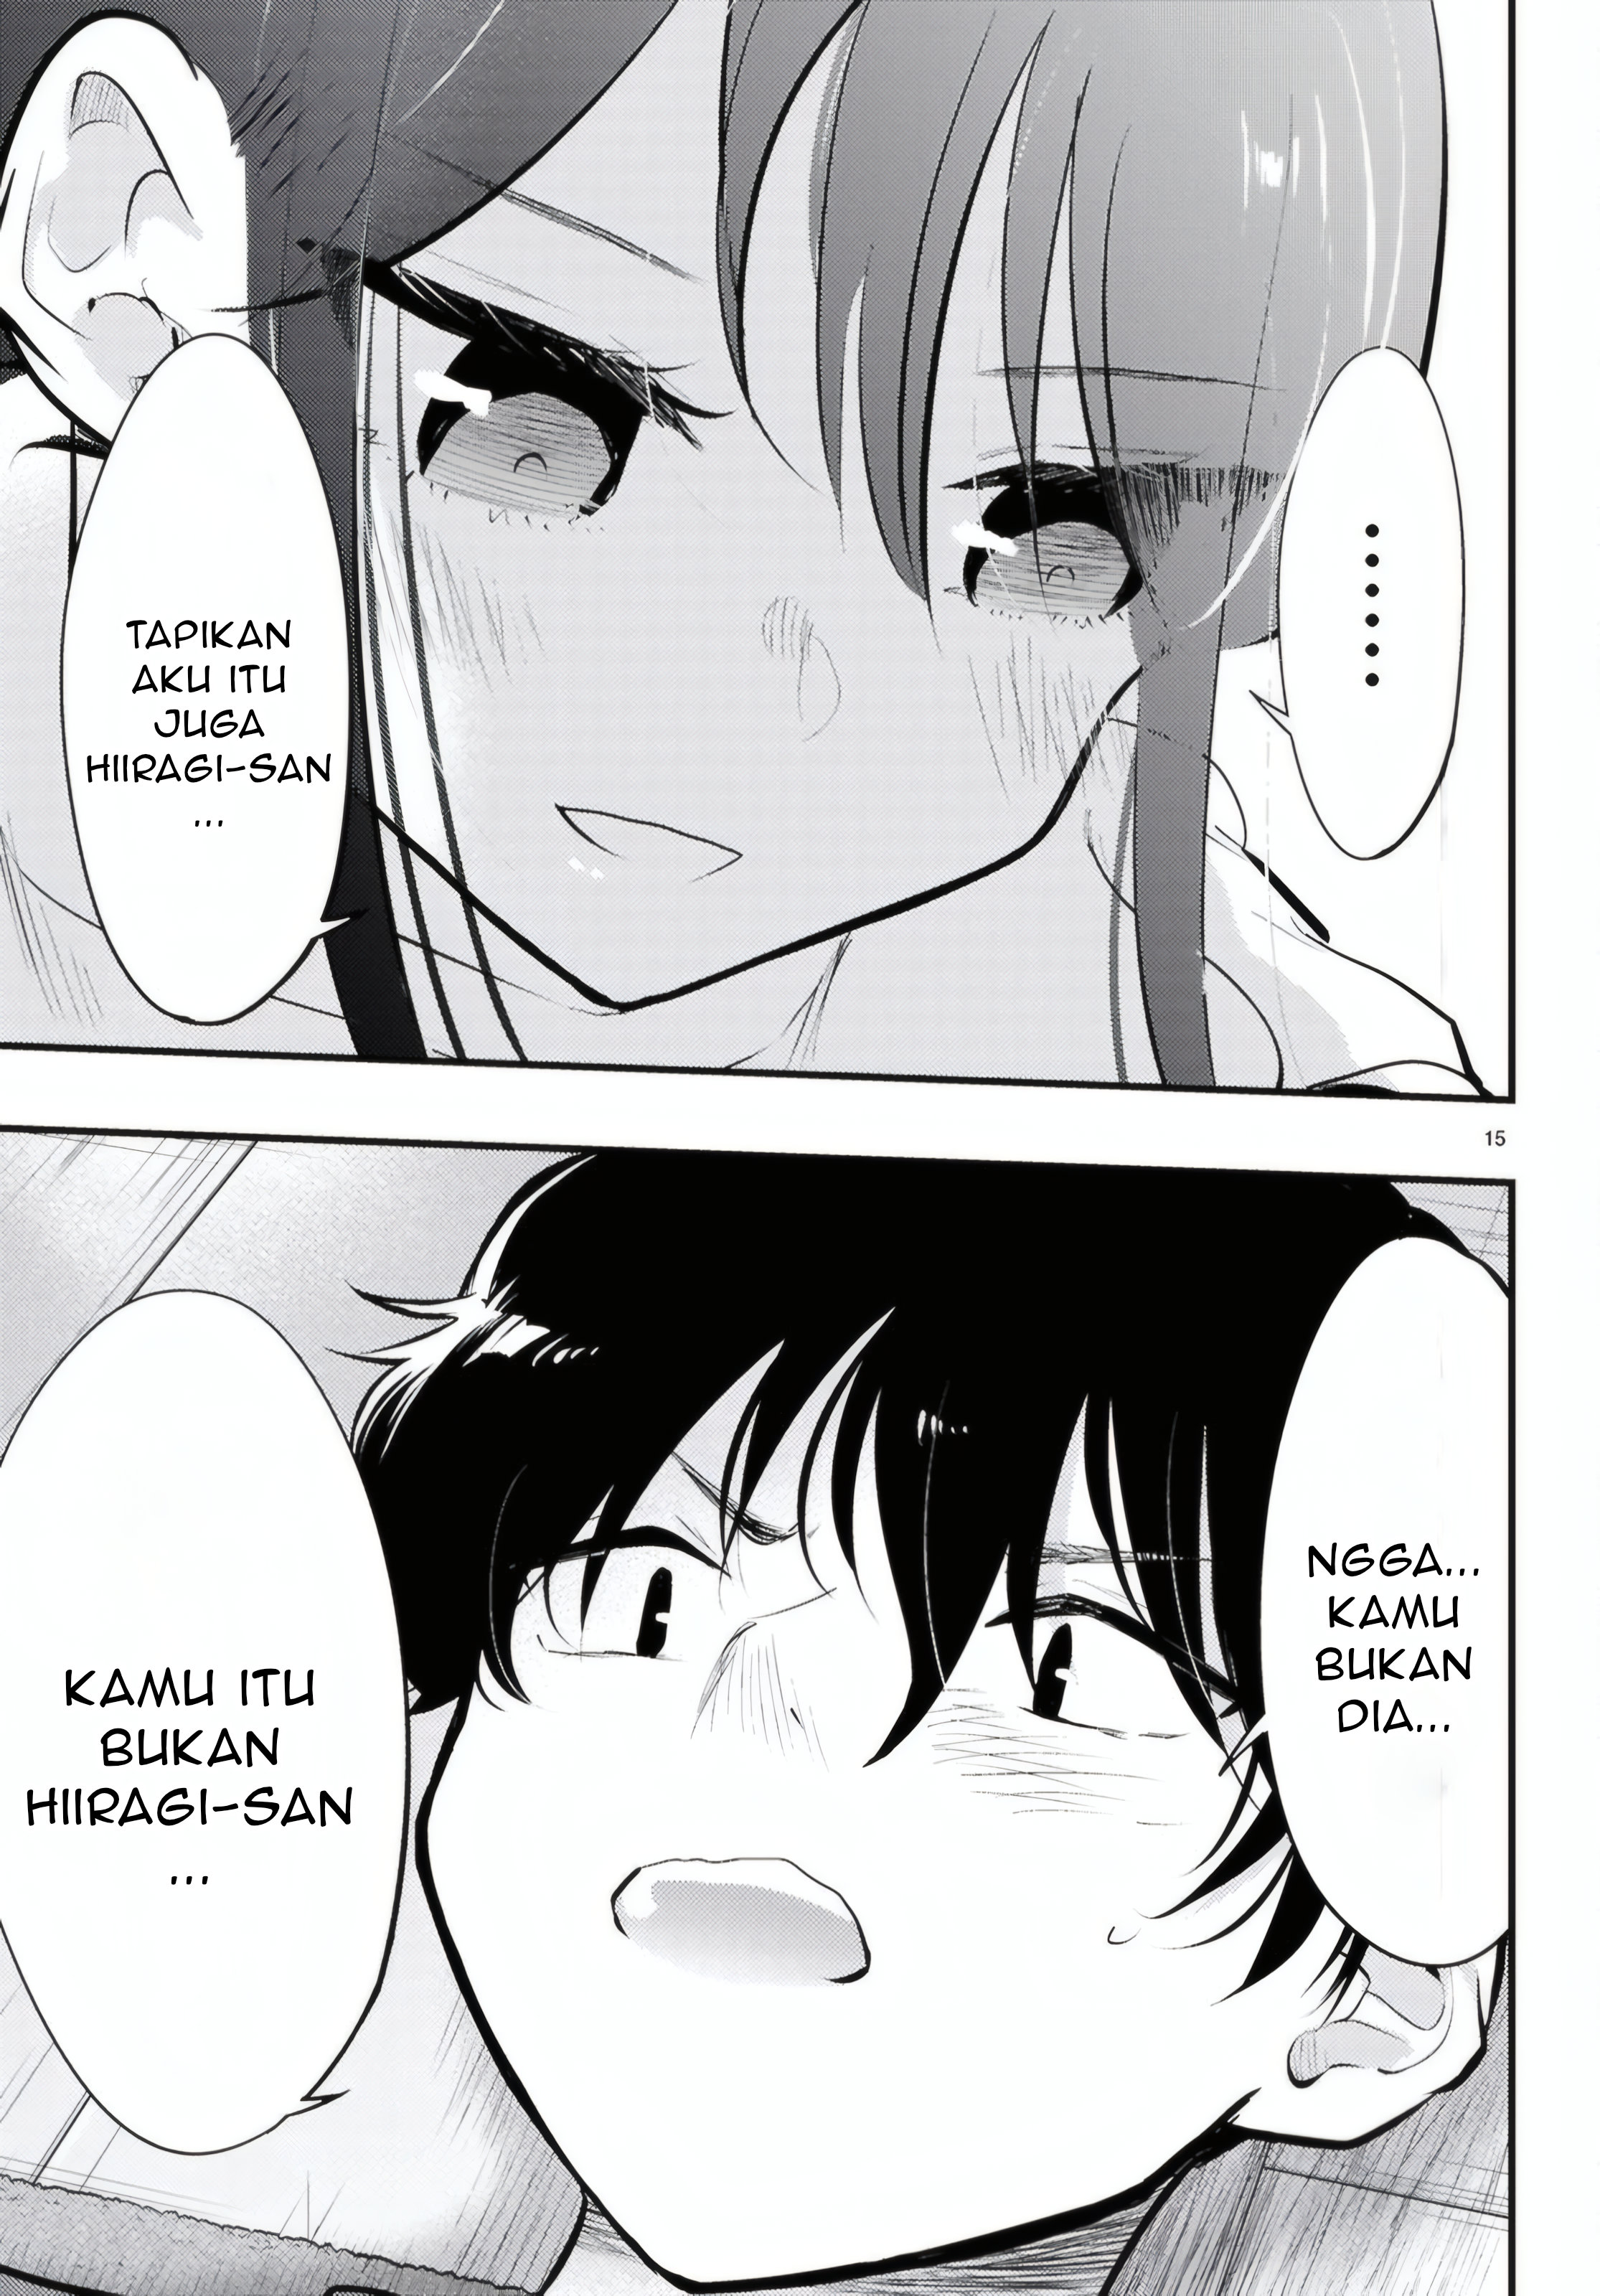 ......
TAPIKAN
AKU ITU
JUGA
HIIRAGI-SAN
...
15
NGGA...
KAMU
BUKAN
DIA...
KAMU ITU
BUKAN
HIIRAGI-SAN
...